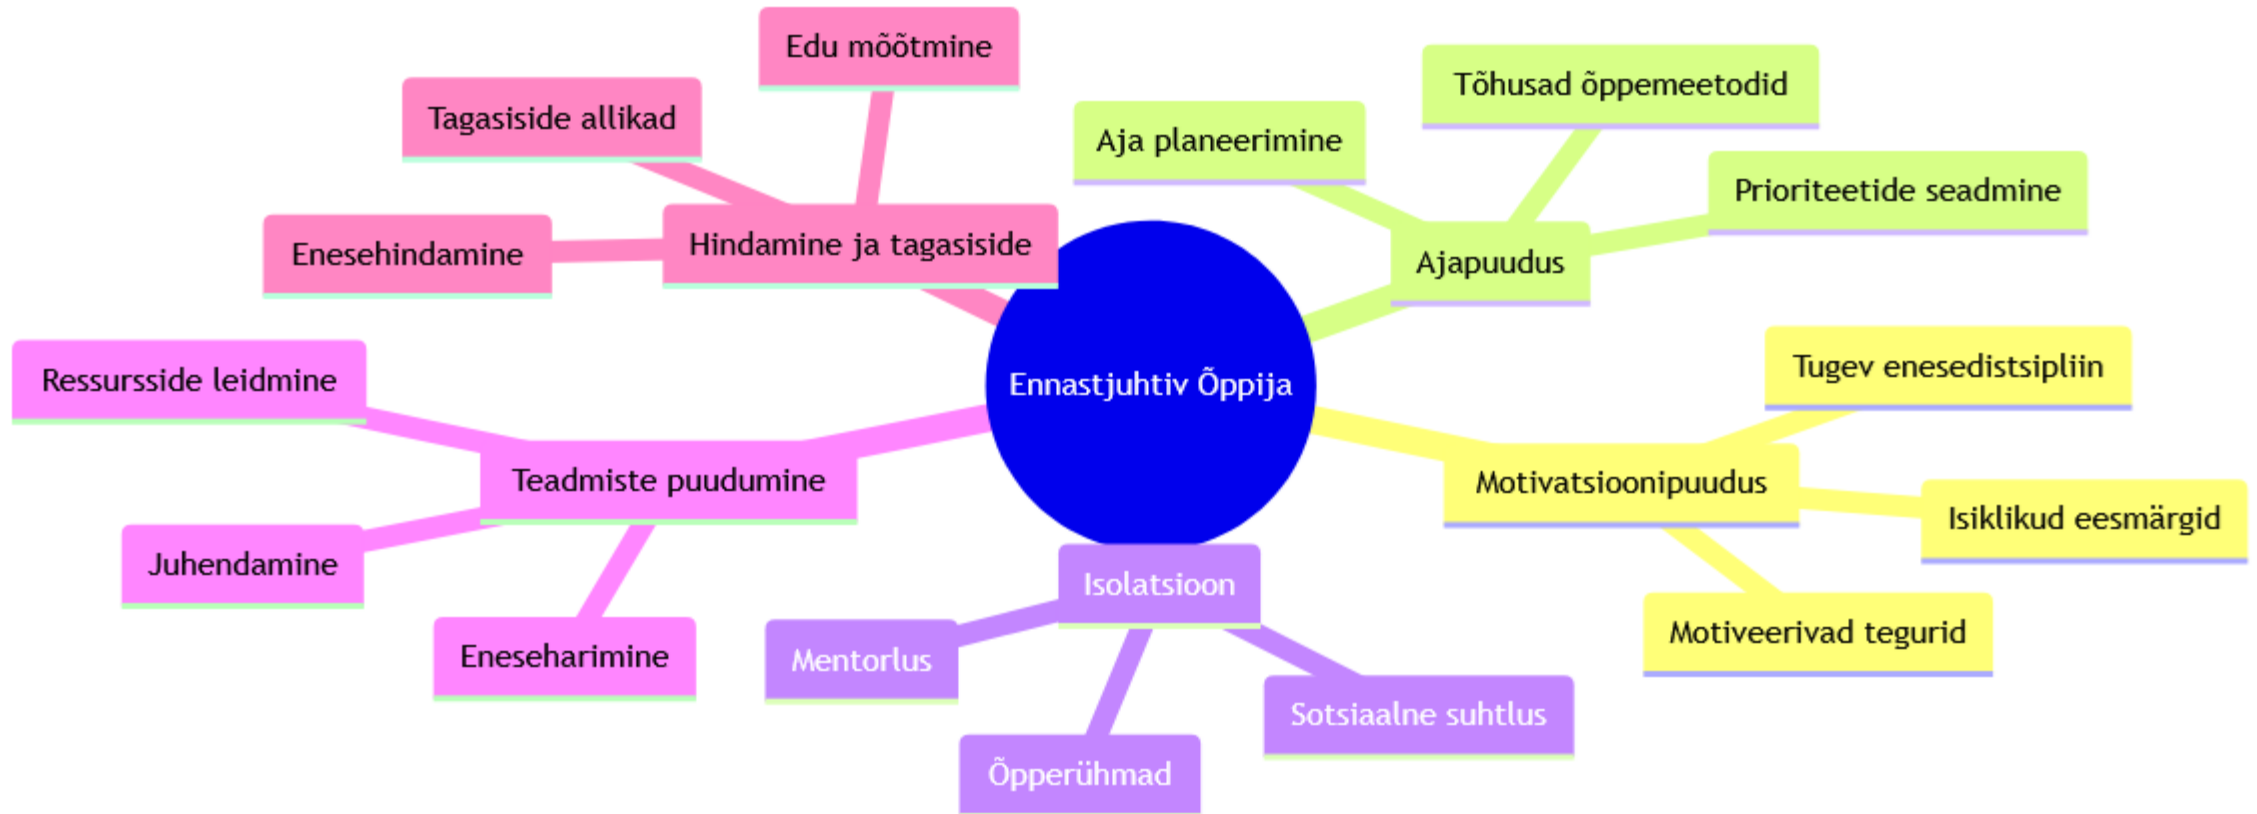 Edu mõõtmine
Tagasiside allikad
Enesehindamine
Hindamine ja tagasiside
Aja planeerimine
Tõhusad õppemeetodid
Prioriteetide seadmine
Ajapuudus
Ennastjuhtiv Õppija
Tugev enesedistsipliin
Motivatsioonipuudus
Isiklikud eesmärgid
Motiveerivad tegurid
Ressursside leidmine
Teadmiste puudumine
Juhendamine
Eneseharimine
Isolatsioon
Mentorlus
Õpperühmad
Sotsiaalne suhtlus